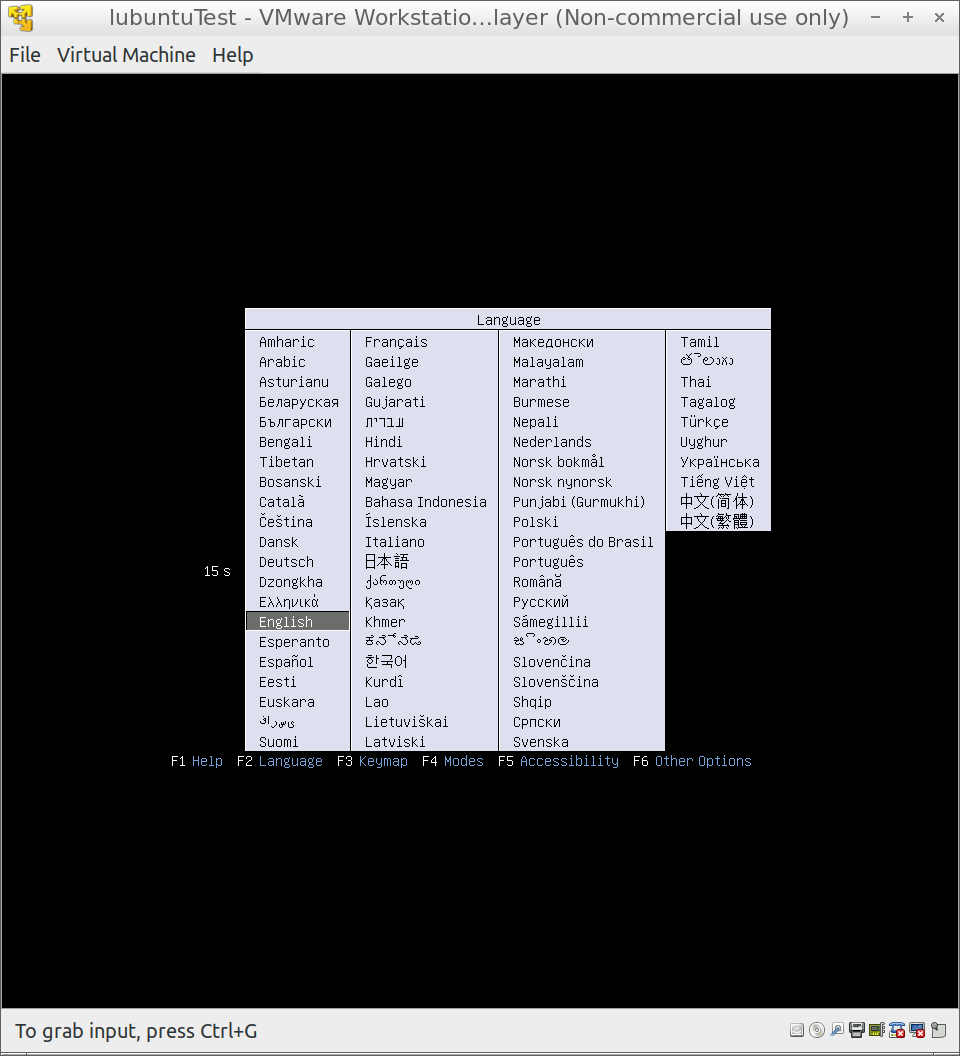 lubuntuTest - VMware Workstatio...layer (Non-commercial use only)
File Virtual Machine Help
Language
Amharic
Arabic
Asturianu
Беларуская
Български
Bengali
Tibetan
Bosanski
Català
Čeština
Dansk
Deutsch
Dzongkha
Ελληνικά
English
Esperanto
Español
Eesti
Euskara
ﻰﺳﺭﺎﻓ
Suomi
Français
Gaeilge
Galego
Gujarati
עברית
Hindi
Hrvatski
Magyar
Bahasa Indonesia
Íslenska
Italiano
日本語
ქართული
Қазақ
Khmer
ಕನ್ನಡ
한국어
Kurdî
Lao
Lietuviškai
Latviski
Македонски
Malayalam
Marathi
Burmese
Nepali
Nederlands
Norsk bokmål
Norsk nynorsk
Punjabi (Gurmukhi)
Polski
Português do Brasil
Português
Română
Русский
Sámegillii
සිංහල
Slovenčina
Slovenščina
Shqip
Српски
Svenska
Tamil
తెలుగు
Thai
Tagalog
Türkçe
Uyghur
Українська
Tiếng Việt
中文(简体)
中文(繁體)
15 s
F1 Help F2 Language F3 Keymap F4 Modes F5 Accessibility F6 Other Options
To grab input, press Ctrl+G